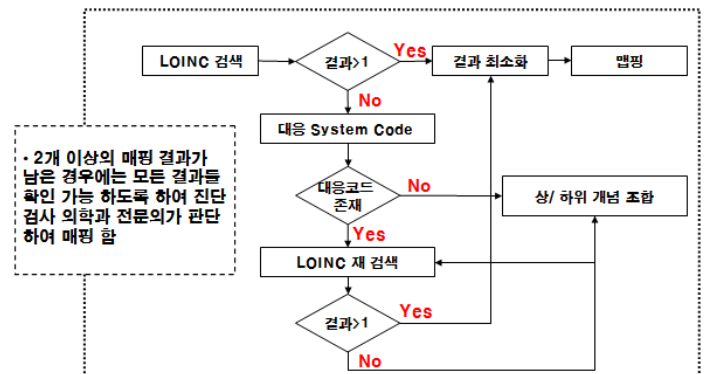 LOINC 검색
결과>1
Yes
결과 최소화
맵핑
No
대응 System Code
• 2개 이상의 매핑 결과가
남은 경우에는 모든 결과를
확인 가능 하도록 하여 진단
검사 의학과 전문의가 판단
하여 매핑 함
대응코드
존재
No
상/ 하위 개념 조합
Yes
LOINC 재 검색
결과>1
Yes
No